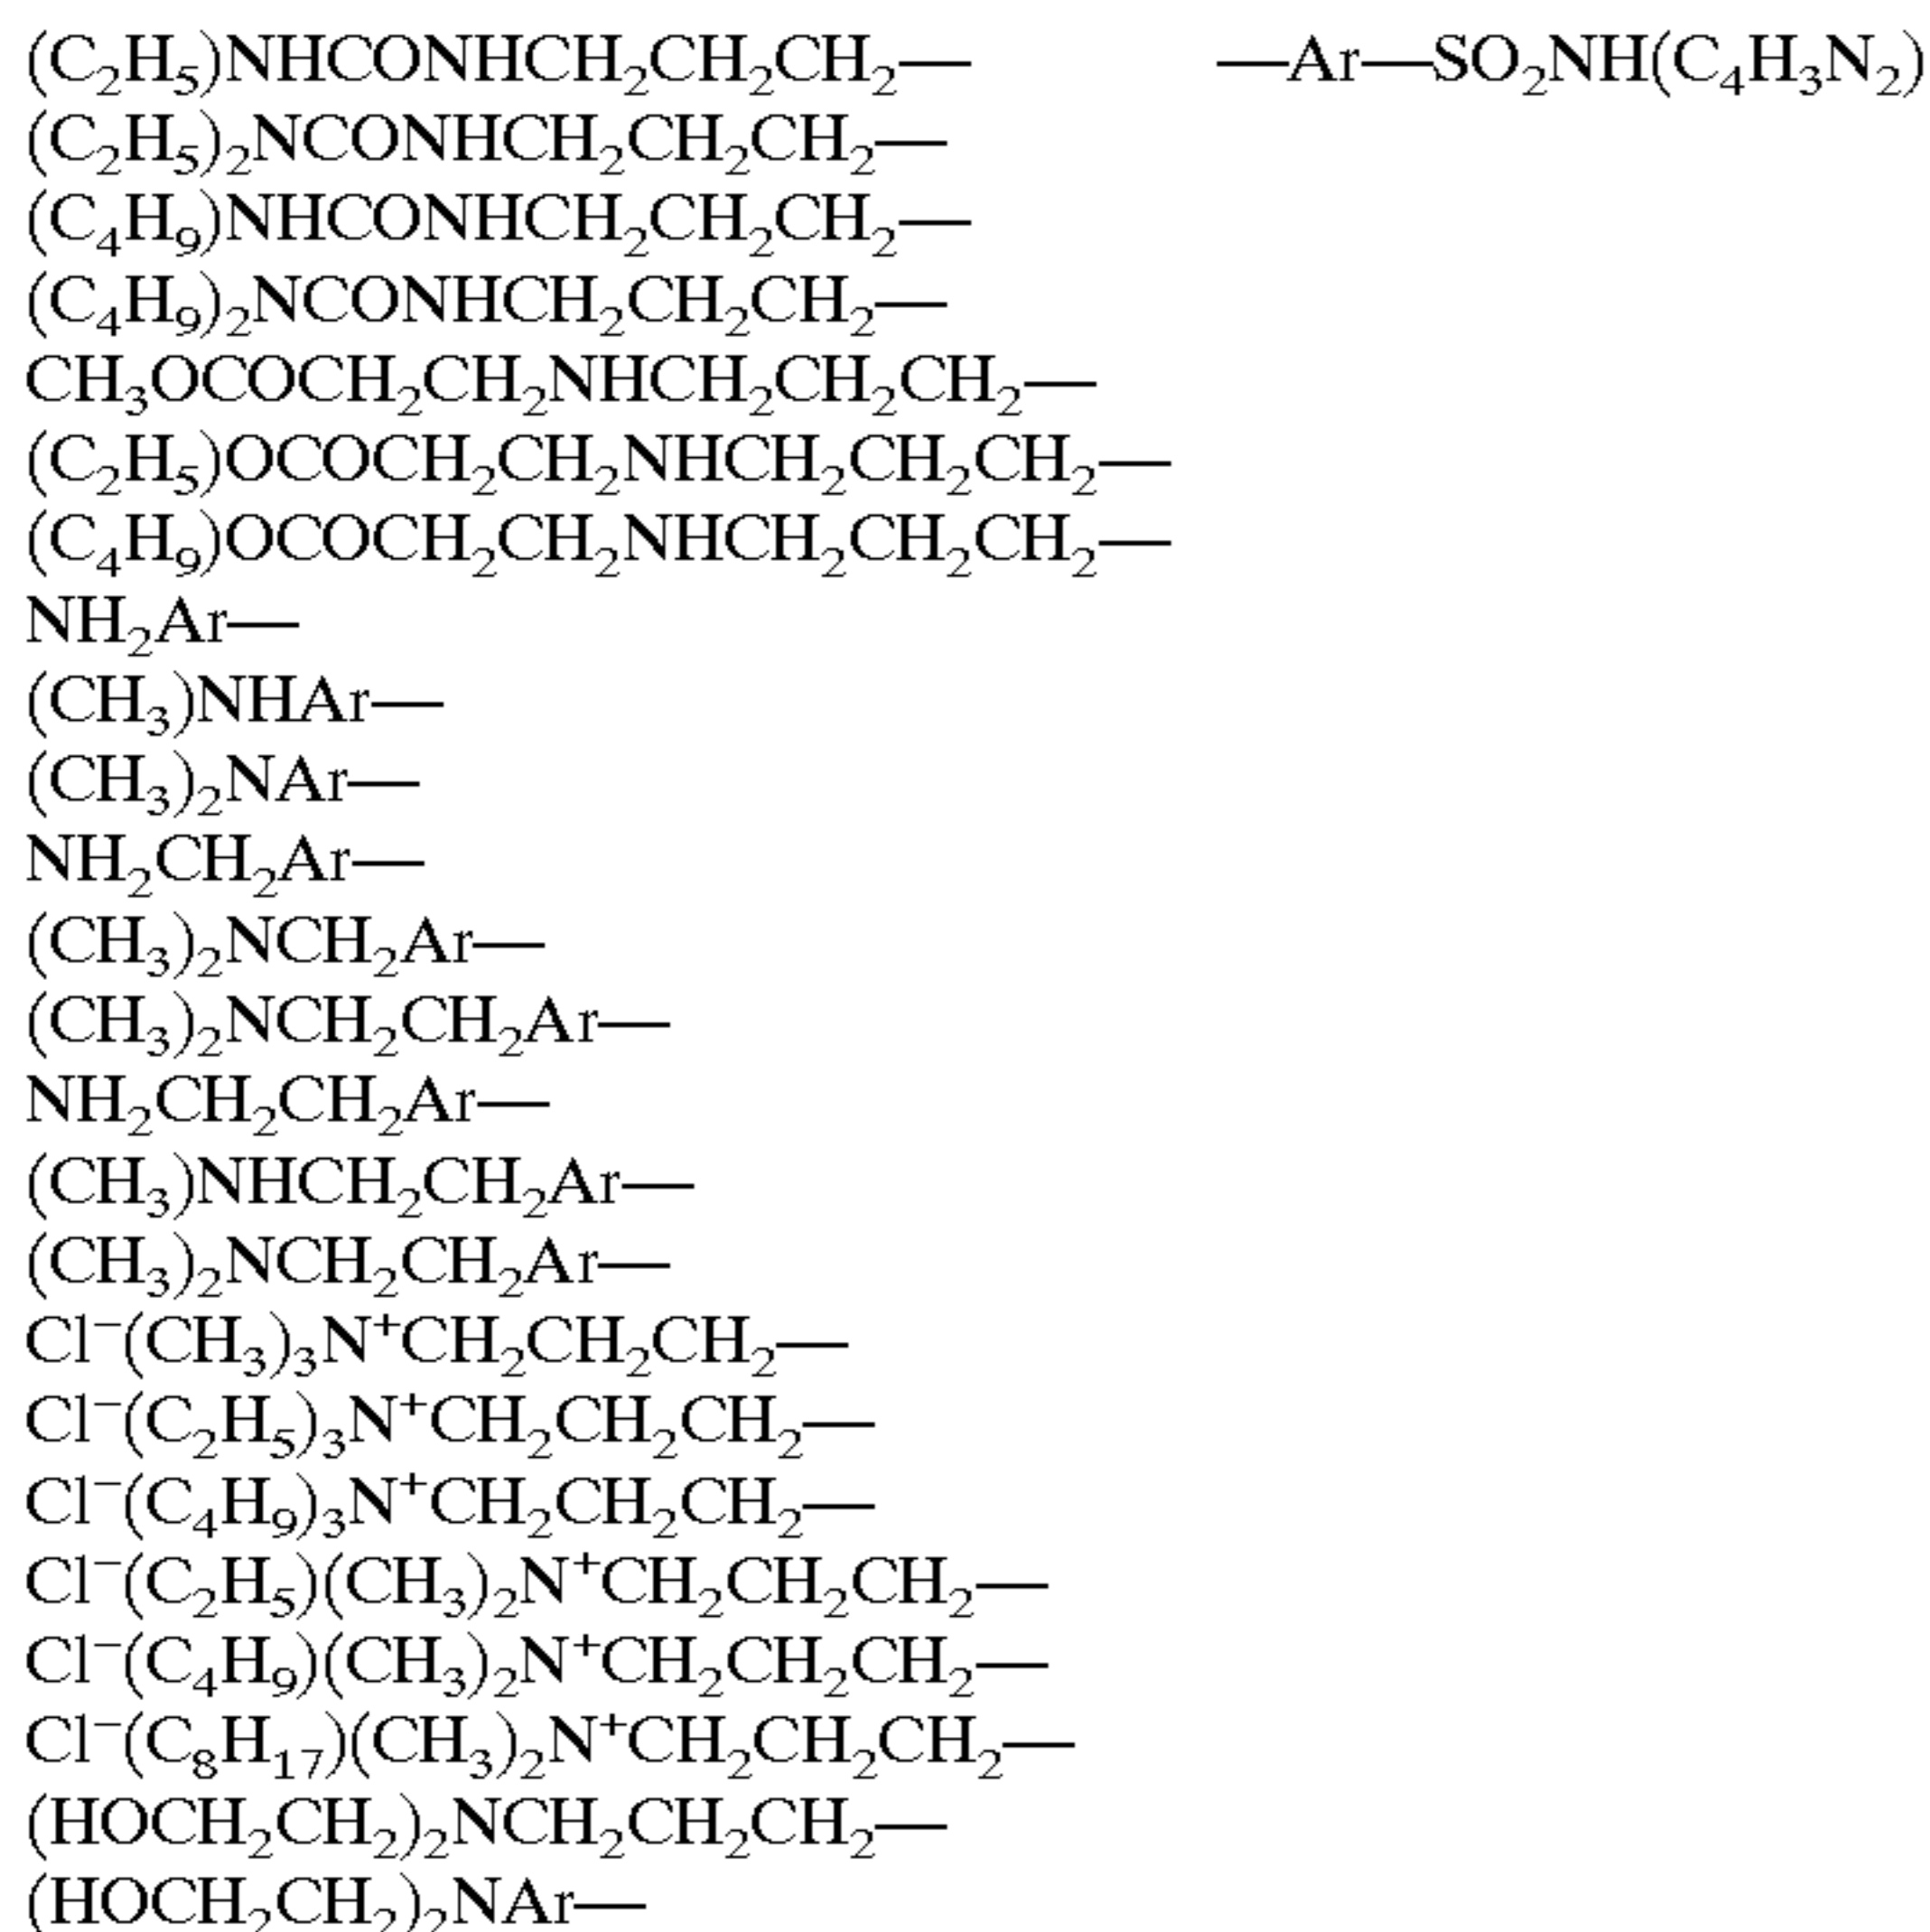 (C₂H₅)NHCONHCH₂CH₂CH₂— —Ar—SO₂NH(C₄H₃N₂)
(C₂H₅)₂NCONHCH₂CH₂CH₂—
(C₄H₉)NHCONHCH₂CH₂CH₂—
(C₄H₉)₂NCONHCH₂CH₂CH₂—
CH₃OCOCH₂CH₂NHCH₂CH₂CH₂—
(C₂H₅)OCOCH₂CH₂NHCH₂CH₂CH₂—
(C₄H₉)OCOCH₂CH₂NHCH₂CH₂CH₂—
NH₂Ar—
(CH₃)NHAr—
(CH₃)₂NAr—
NH₂CH₂Ar—
(CH₃)₂NCH₂Ar—
(CH₃)₂NCH₂CH₂Ar—
NH₂CH₂CH₂Ar—
(CH₃)NHCH₂CH₂Ar—
(CH₃)₂NCH₂CH₂Ar—
Cl⁻(CH₃)₃N⁺CH₂CH₂CH₂—
Cl⁻(C₂H₅)₃N⁺CH₂CH₂CH₂—
Cl⁻(C₄H₉)₃N⁺CH₂CH₂CH₂—
Cl⁻(C₂H₅)(CH₃)₂N⁺CH₂CH₂CH₂—
Cl⁻(C₄H₉)(CH₃)₂N⁺CH₂CH₂CH₂—
Cl⁻(C₈H₁₇)(CH₃)₂N⁺CH₂CH₂CH₂—
(HOCH₂CH₂)₂NCH₂CH₂CH₂—
(HOCH₂CH₂)₂NAr—